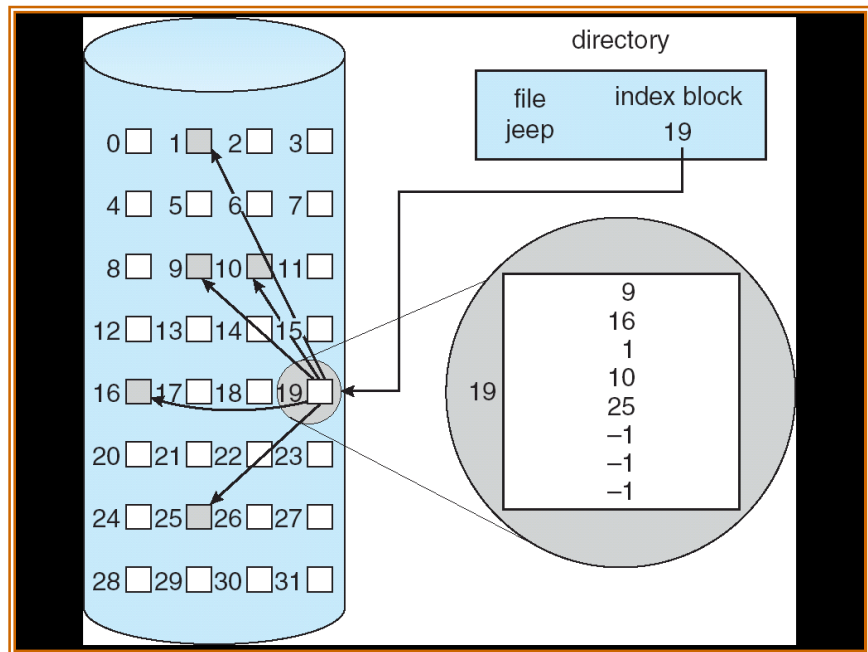 directory
file index block
jeep 19
0 1 2 3
4 5 6 7
8 9 10 11
12 13 14 15
16 17 18 19
20 21 22 23
24 25 26 27
28 29 30 31
19
9
16
1
10
25
–1
–1
–1